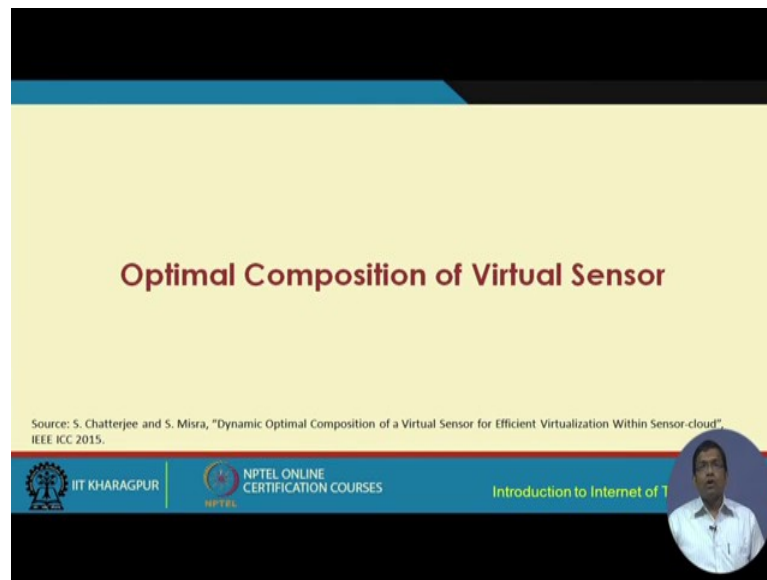 Optimal Composition of Virtual Sensor
Source: S. Chatterjee and S. Misra, "Dynamic Optimal Composition of a Virtual Sensor for Efficient Virtualization Within Sensor-cloud",
IEEE ICC 2015.
IIT KHARAGPUR
NPTEL
NPTEL ONLINE
CERTIFICATION COURSES
Introduction to Internet of